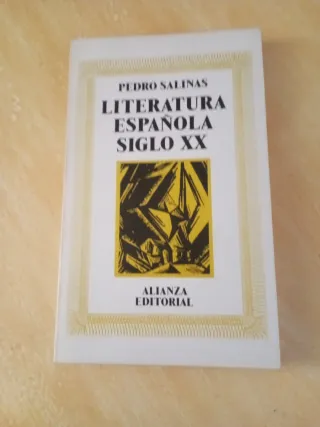 PEDRO SALINAS
LITERATURA
ESPAÑOLA
SIGLO XX
ALIANZA
EDITORIAL